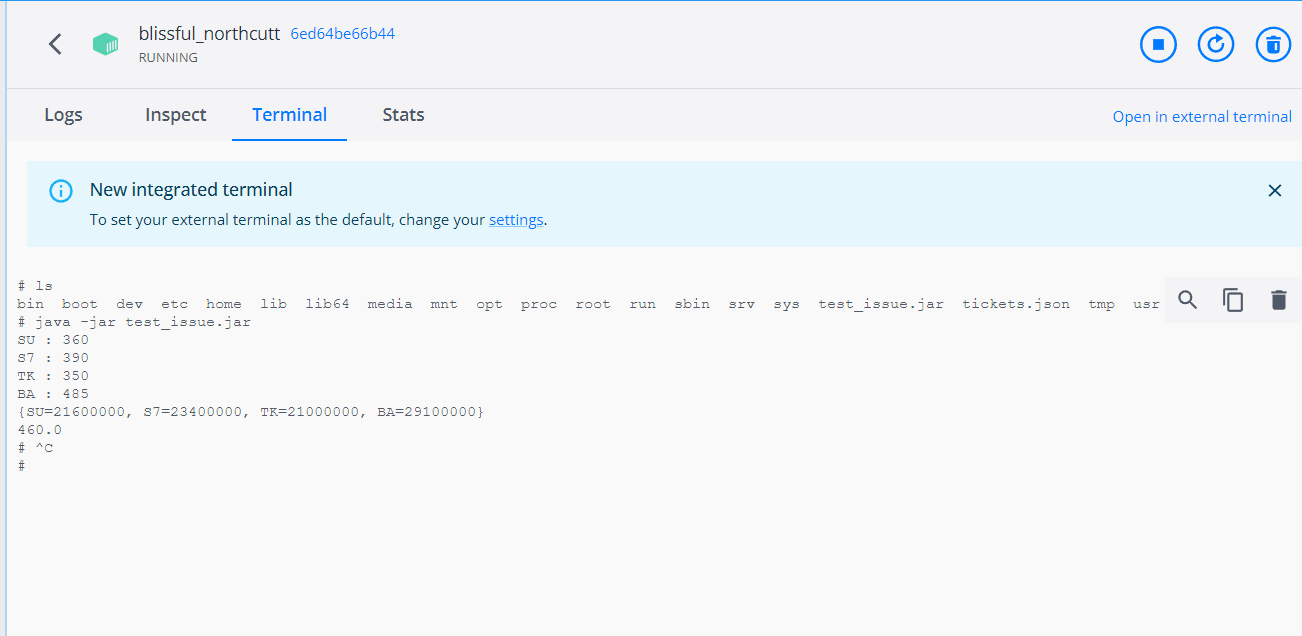 blissful_northcutt 6ed64be66b44
RUNNING
Logs Inspect Terminal Stats Open in external terminal
New integrated terminal
To set your external terminal as the default, change your settings.
# ls
bin boot dev etc home lib lib64 media mnt opt proc root run sbin srv sys test_issue.jar tickets.json tmp usr
# java -jar test_issue.jar
SU : 360
S7 : 390
TK : 350
BA : 485
{SU=21600000, S7=23400000, TK=21000000, BA=29100000}
460.0
# ^C
#